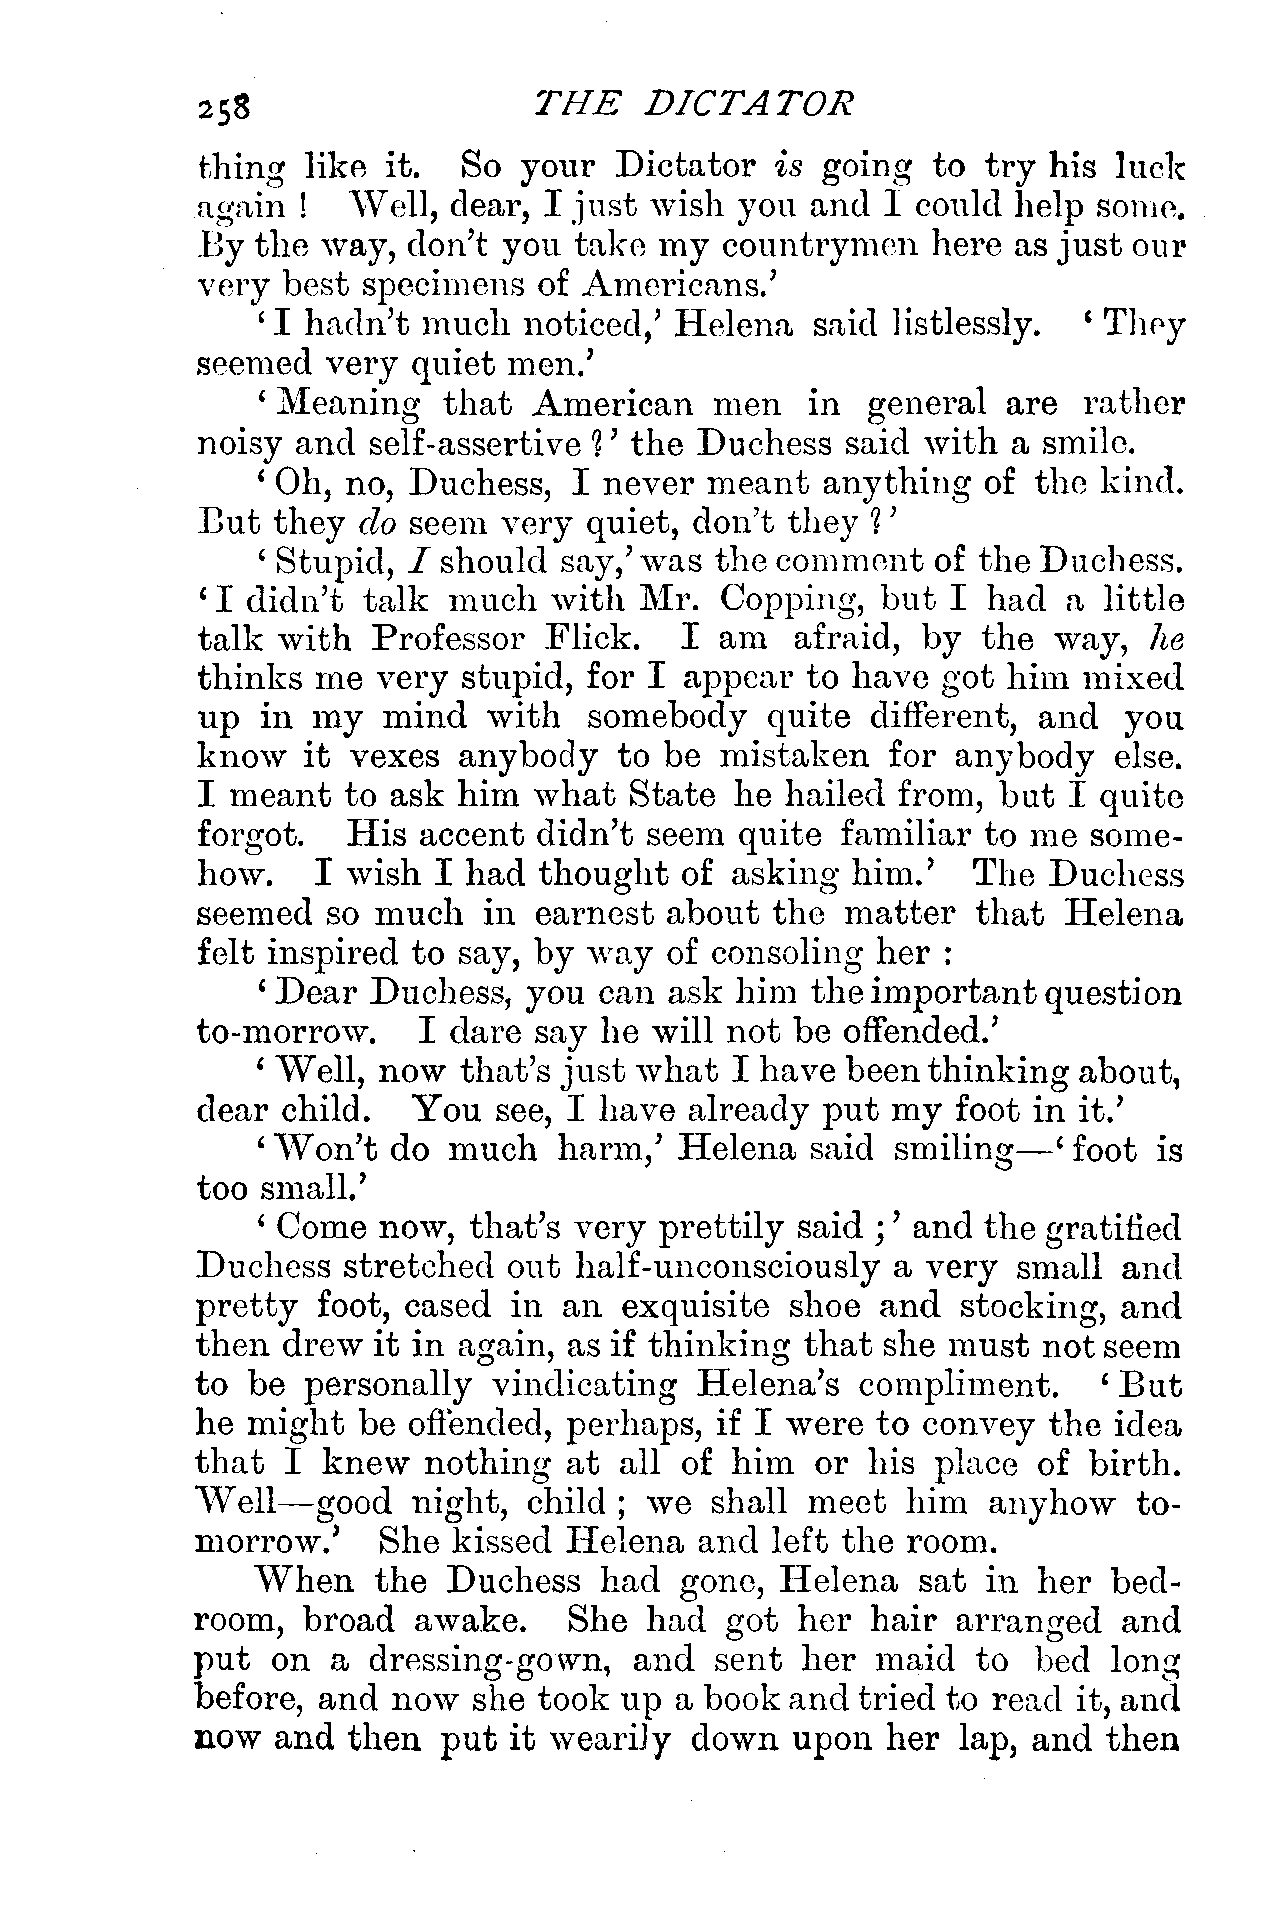 258 THE DICTATOR
thing like it. So your Dictator is going to try his luck
again ! Well, dear, I just wish you and I could help some.
By the way, don't you take my countrymen here as just our
very best specimens of Americans.'
' I hadn't much noticed,' Helena said listlessly. ' They
seemed very quiet men.'
' Meaning that American men in general are rather
noisy and self-assertive ?' the Duchess said with a smile.
' Oh, no, Duchess, I never meant anything of the kind.
But they do seem very quiet, don't they ?'
' Stupid, I should say,' was the comment of the Duchess.
' I didn't talk much with Mr. Copping, but I had a little
talk with Professor Flick. I am afraid, by the way, he
thinks me very stupid, for I appear to have got him mixed
up in my mind with somebody quite different, and you
know it vexes anybody to be mistaken for anybody else.
I meant to ask him what State he hailed from, but I quite
forgot. His accent didn't seem quite familiar to me some-
how. I wish I had thought of asking him.' The Duchess
seemed so much in earnest about the matter that Helena
felt inspired to say, by way of consoling her :
' Dear Duchess, you can ask him the important question
to-morrow. I dare say he will not be offended.'
' Well, now that's just what I have been thinking about,
dear child. You see, I have already put my foot in it.'
' Won't do much harm,' Helena said smiling—' foot is
too small.'
' Come now, that's very prettily said ;' and the gratified
Duchess stretched out half-unconsciously a very small and
pretty foot, cased in an exquisite shoe and stocking, and
then drew it in again, as if thinking that she must not seem
to be personally vindicating Helena's compliment. ' But
he might be offended, perhaps, if I were to convey the idea
that I knew nothing at all of him or his place of birth.
Well—good night, child ; we shall meet him anyhow to-
morrow.' She kissed Helena and left the room.
When the Duchess had gone, Helena sat in her bed-
room, broad awake. She had got her hair arranged and
put on a dressing-gown, and sent her maid to bed long
before, and now she took up a book and tried to read it, and
now and then put it wearily down upon her lap, and then